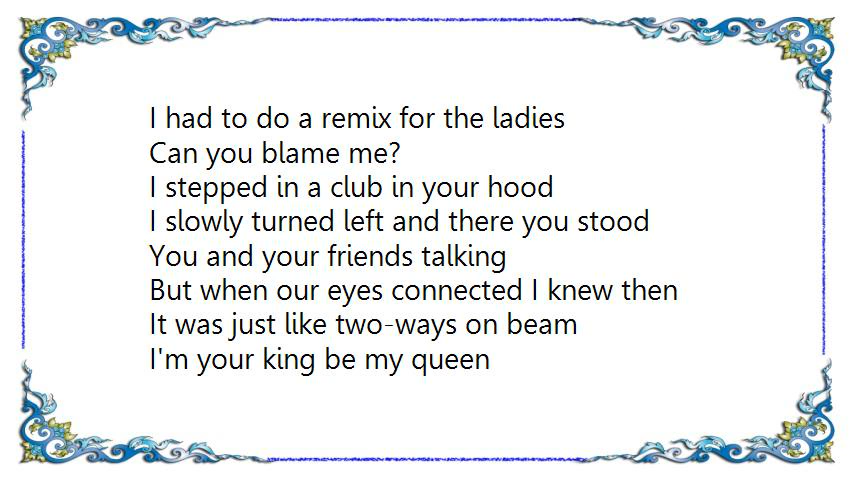 I had to do a remix for the ladies
Can you blame me?
I stepped in a club in your hood
I slowly turned left and there you stood
You and your friends talking
But when our eyes connected I knew then
It was just like two-ways on beam
I'm your king be my queen